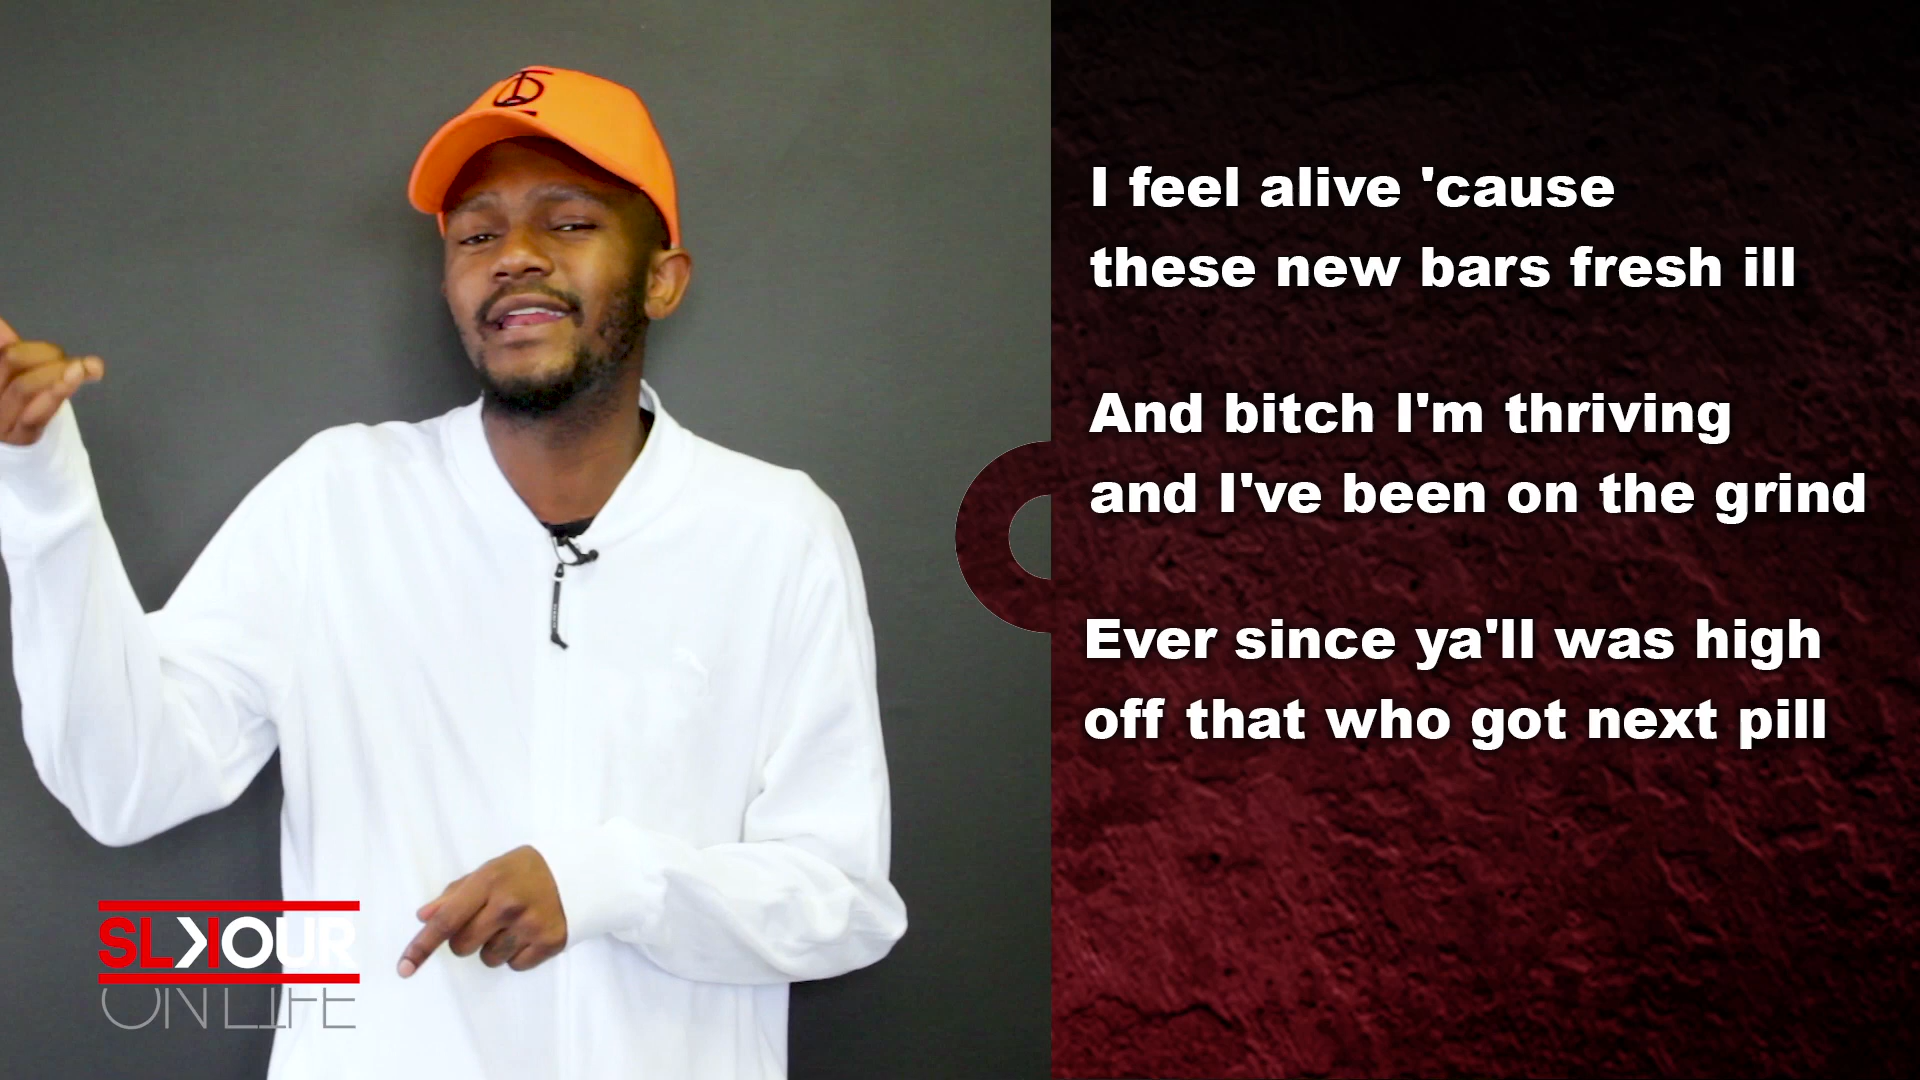 I feel alive 'cause
these new bars fresh ill
And bitch I'm thriving
and I've been on the grind
Ever since ya'll was high
off that who got next pill
SLKOUR
ON LIFE